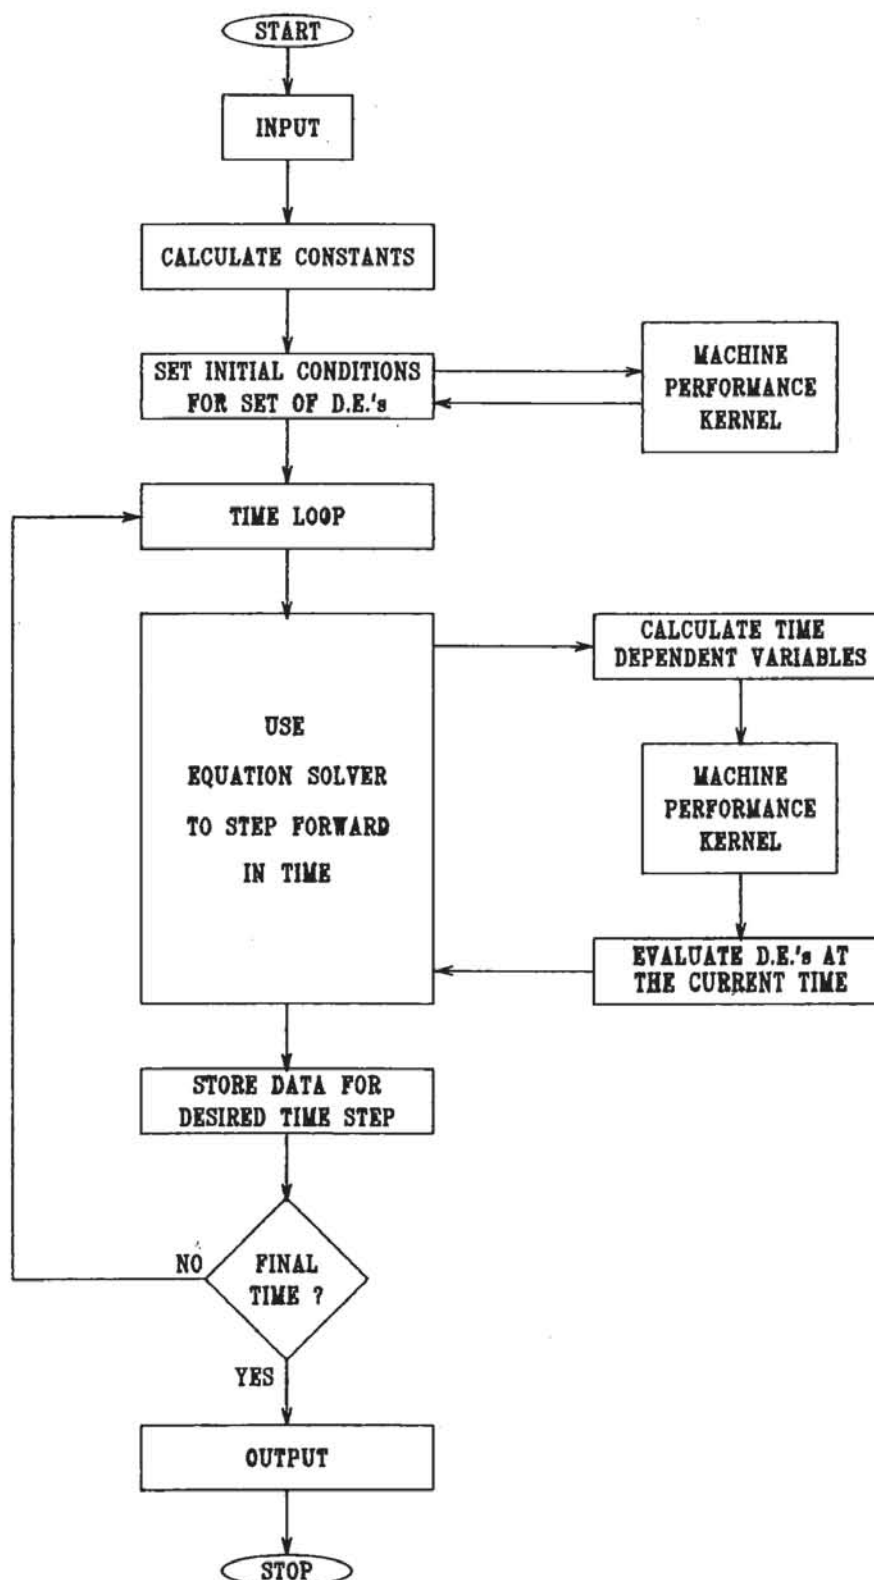 START
INPUT
CALCULATE CONSTANTS
SET INITIAL CONDITIONS
FOR SET OF D.E.'s
MACHINE
PERFORMANCE
KERNEL
TIME LOOP
USE
EQUATION SOLVER
TO STEP FORWARD
IN TIME
CALCULATE TIME
DEPENDENT VARIABLES
MACHINE
PERFORMANCE
KERNEL
EVALUATE D.E.'s AT
THE CURRENT TIME
STORE DATA FOR
DESIRED TIME STEP
NO
FINAL
TIME ?
YES
OUTPUT
STOP